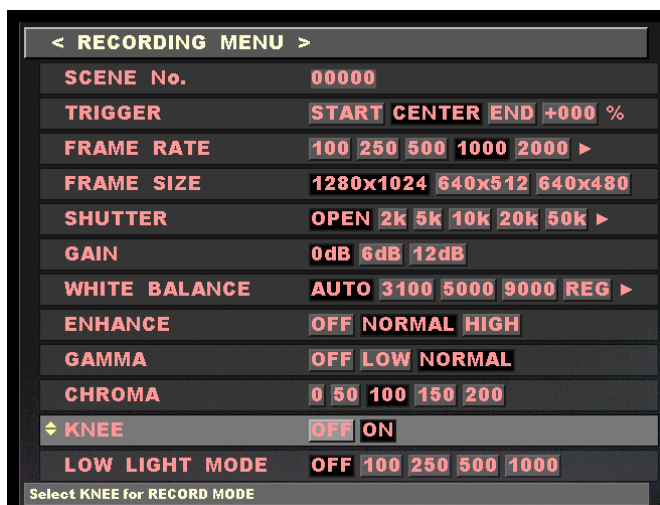 < RECORDING MENU >
SCENE No. 00000
TRIGGER START CENTER END +000 %
FRAME RATE 100 250 500 1000 2000 ►
FRAME SIZE 1280x1024 640x512 640x480
SHUTTER OPEN 2k 5k 10k 20k 50k ►
GAIN 0dB 6dB 12dB
WHITE BALANCE AUTO 3100 5000 9000 REG ►
ENHANCE OFF NORMAL HIGH
GAMMA OFF LOW NORMAL
CHROMA 0 50 100 150 200
KNEE OFF ON
LOW LIGHT MODE OFF 100 250 500 1000
Select KNEE for RECORD MODE